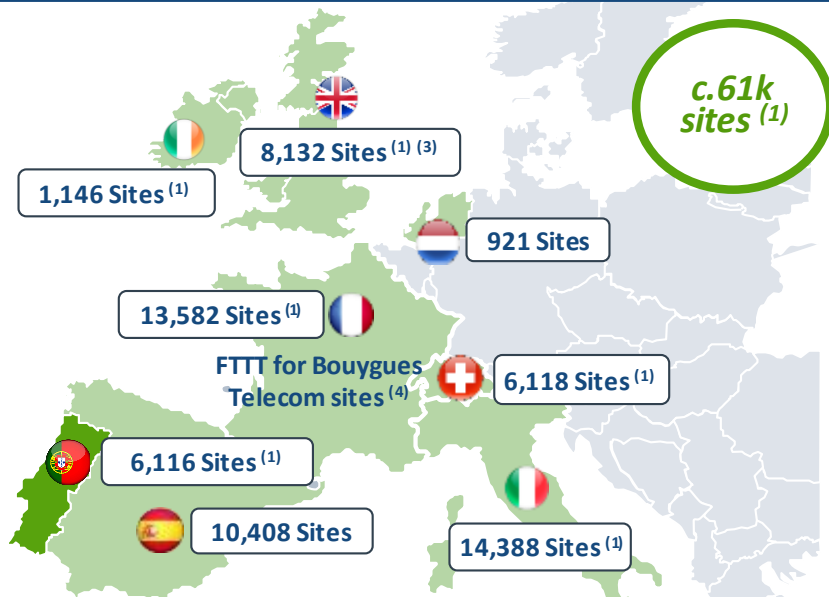 c.61k
sites (1)
8,132 Sites (1) (3)
1,146 Sites (1)
921 Sites
13,582 Sites (1)
FTTT for Bouygues
Telecom sites (4)
6,118 Sites (1)
6,116 Sites (1)
10,408 Sites
14,388 Sites (1)